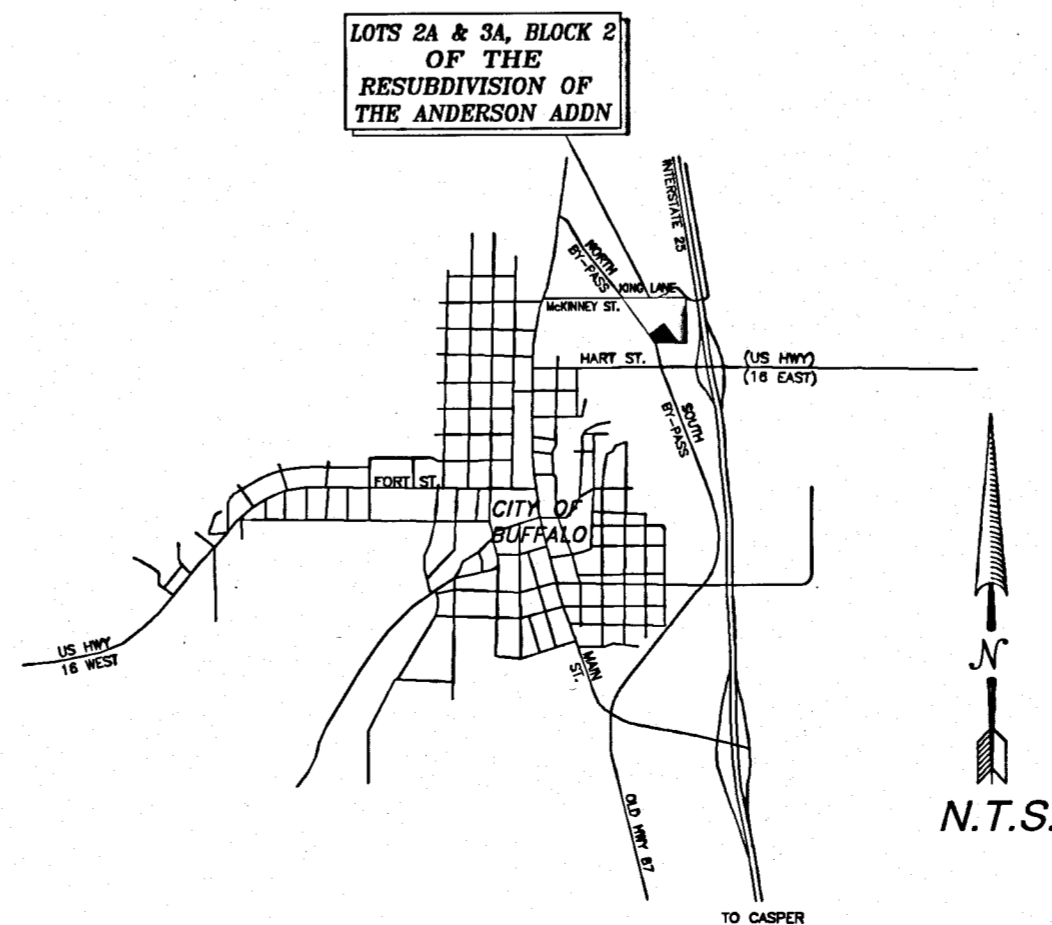 LOTS 2A & 3A, BLOCK 2
OF THE
RESUBDIVISION OF
THE ANDERSON ADDN
INTERSTATE 25
NORTH
BY-PASS
KING LANE
McKINNEY ST.
HART ST.
(US HWY)
(16 EAST)
SOUTH
BY-PASS
FORT ST.
CITY OF
BUFFALO
US HWY
16 WEST
MAIN
ST.
N
N.T.S.
OLD HWY 87
TO CASPER